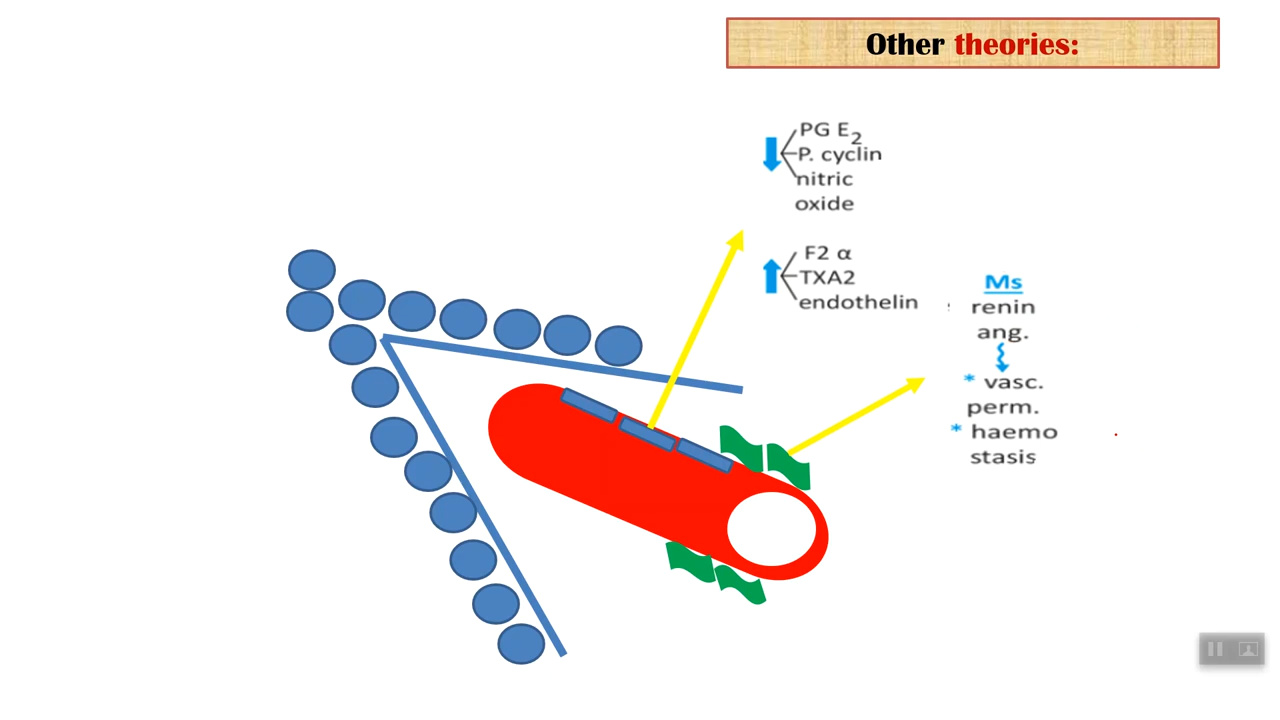 Other theories:
PG E2
P. cyclin
nitric
oxide
F2 α
TXA2
endothelin
Ms
renin
ang.
* vasc.
perm.
* haemo
stasis